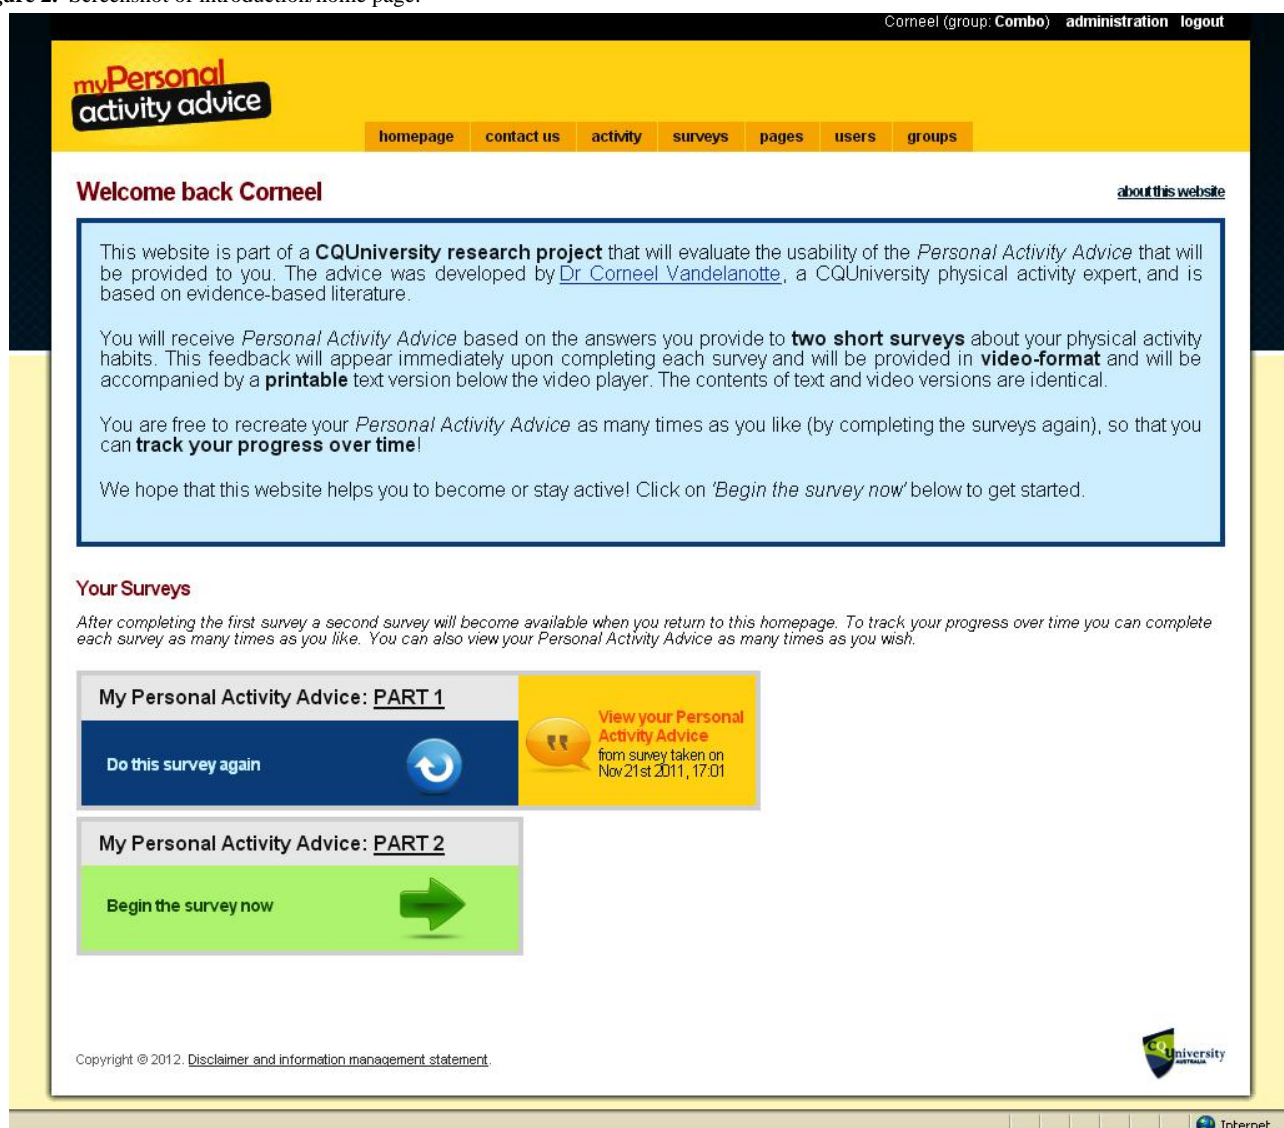 Figure 2. Screenshot of introduction/home page.
Corneel (group: Combo) administration logout
myPersonal
activity advice
homepage contact us activity surveys pages users groups
Welcome back Corneel
about this website
This website is part of a CQUniversity research project that will evaluate the usability of the Personal Activity Advice that will
be provided to you. The advice was developed by Dr Corneel Vandelanotte, a CQUniversity physical activity expert, and is
based on evidence-based literature.
You will receive Personal Activity Advice based on the answers you provide to two short surveys about your physical activity
habits. This feedback will appear immediately upon completing each survey and will be provided in video-format and will be
accompanied by a printable text version below the video player. The contents of text and video versions are identical.
You are free to recreate your Personal Activity Advice as many times as you like (by completing the surveys again), so that you
can track your progress over time!
We hope that this website helps you to become or stay active! Click on 'Begin the survey now' below to get started.
Your Surveys
After completing the first survey a second survey will become available when you return to this homepage. To track your progress over time you can complete
each survey as many times as you like. You can also view your Personal Activity Advice as many times as you wish.
My Personal Activity Advice: PART 1
Do this survey again
View your Personal
Activity Advice
from survey taken on
Nov 21st 2011, 17:01
My Personal Activity Advice: PART 2
Begin the survey now
Copyright © 2012. Disclaimer and information management statement.
CQUniversity
AUSTRALIA
Internet